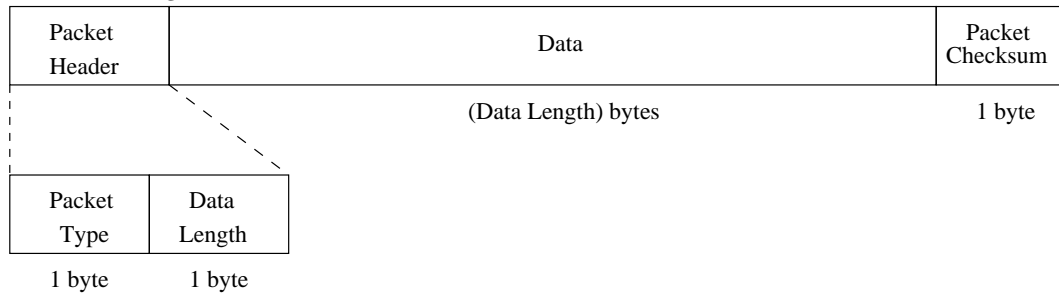 Packet
Header
Data
Packet
Checksum
(Data Length) bytes
1 byte
Packet
Type
Data
Length
1 byte
1 byte